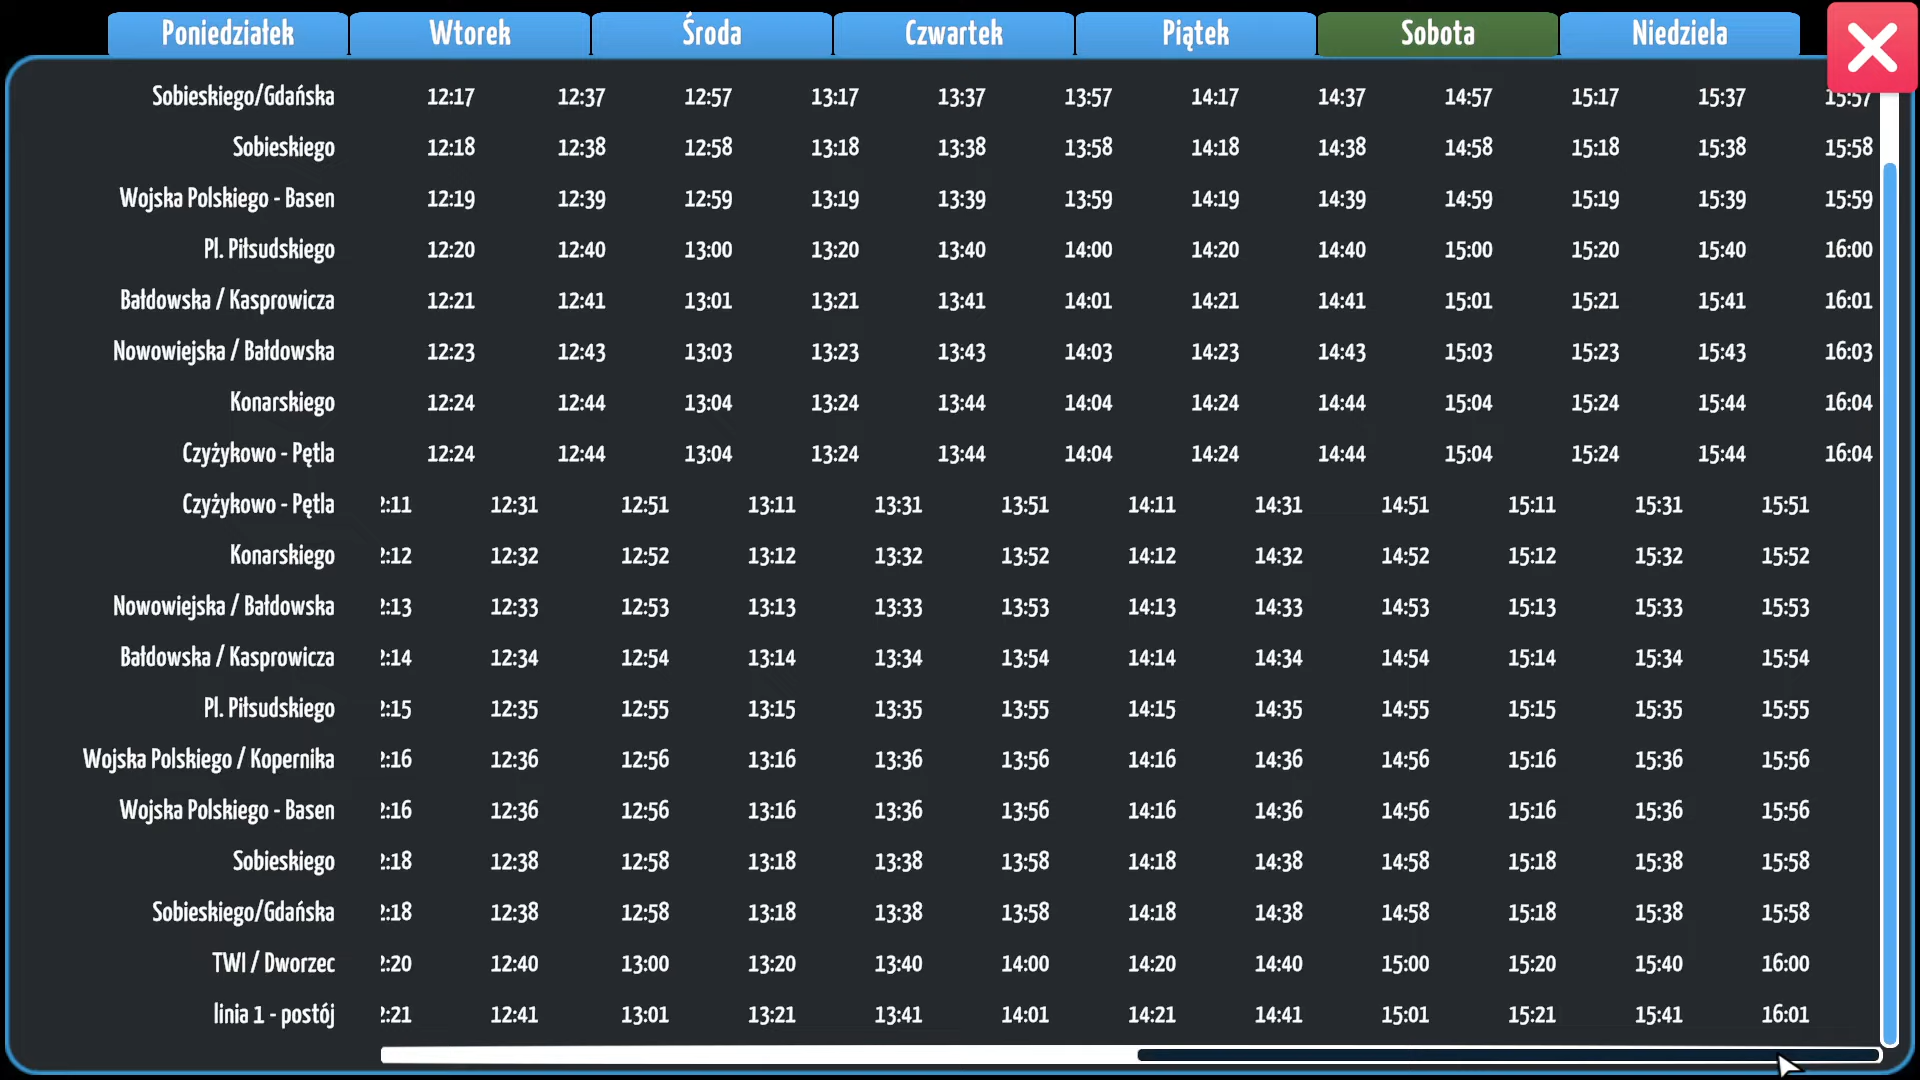 Poniedziałek Wtorek Środa Czwartek Piątek Sobota Niedziela
Sobieskiego/Gdańska 12:17 12:37 12:57 13:17 13:37 13:57 14:17 14:37 14:57 15:17 15:37 15:57
Sobieskiego 12:18 12:38 12:58 13:18 13:38 13:58 14:18 14:38 14:58 15:18 15:38 15:58
Wojska Polskiego - Basen 12:19 12:39 12:59 13:19 13:39 13:59 14:19 14:39 14:59 15:19 15:39 15:59
Pl. Piłsudskiego 12:20 12:40 13:00 13:20 13:40 14:00 14:20 14:40 15:00 15:20 15:40 16:00
Bałdowska / Kasprowicza 12:21 12:41 13:01 13:21 13:41 14:01 14:21 14:41 15:01 15:21 15:41 16:01
Nowowiejska / Bałdowska 12:23 12:43 13:03 13:23 13:43 14:03 14:23 14:43 15:03 15:23 15:43 16:03
Konarskiego 12:24 12:44 13:04 13:24 13:44 14:04 14:24 14:44 15:04 15:24 15:44 16:04
Czyżykowo - Pętla 12:24 12:44 13:04 13:24 13:44 14:04 14:24 14:44 15:04 15:24 15:44 16:04
Czyżykowo - Pętla 2:11 12:31 12:51 13:11 13:31 13:51 14:11 14:31 14:51 15:11 15:31 15:51
Konarskiego 2:12 12:32 12:52 13:12 13:32 13:52 14:12 14:32 14:52 15:12 15:32 15:52
Nowowiejska / Bałdowska 2:13 12:33 12:53 13:13 13:33 13:53 14:13 14:33 14:53 15:13 15:33 15:53
Bałdowska / Kasprowicza 2:14 12:34 12:54 13:14 13:34 13:54 14:14 14:34 14:54 15:14 15:34 15:54
Pl. Piłsudskiego 2:15 12:35 12:55 13:15 13:35 13:55 14:15 14:35 14:55 15:15 15:35 15:55
Wojska Polskiego / Kopernika 2:16 12:36 12:56 13:16 13:36 13:56 14:16 14:36 14:56 15:16 15:36 15:56
Wojska Polskiego - Basen 2:16 12:36 12:56 13:16 13:36 13:56 14:16 14:36 14:56 15:16 15:36 15:56
Sobieskiego 2:18 12:38 12:58 13:18 13:38 13:58 14:18 14:38 14:58 15:18 15:38 15:58
Sobieskiego/Gdańska 2:18 12:38 12:58 13:18 13:38 13:58 14:18 14:38 14:58 15:18 15:38 15:58
TWI / Dworzec 2:20 12:40 13:00 13:20 13:40 14:00 14:20 14:40 15:00 15:20 15:40 16:00
linia 1 - postój 2:21 12:41 13:01 13:21 13:41 14:01 14:21 14:41 15:01 15:21 15:41 16:01